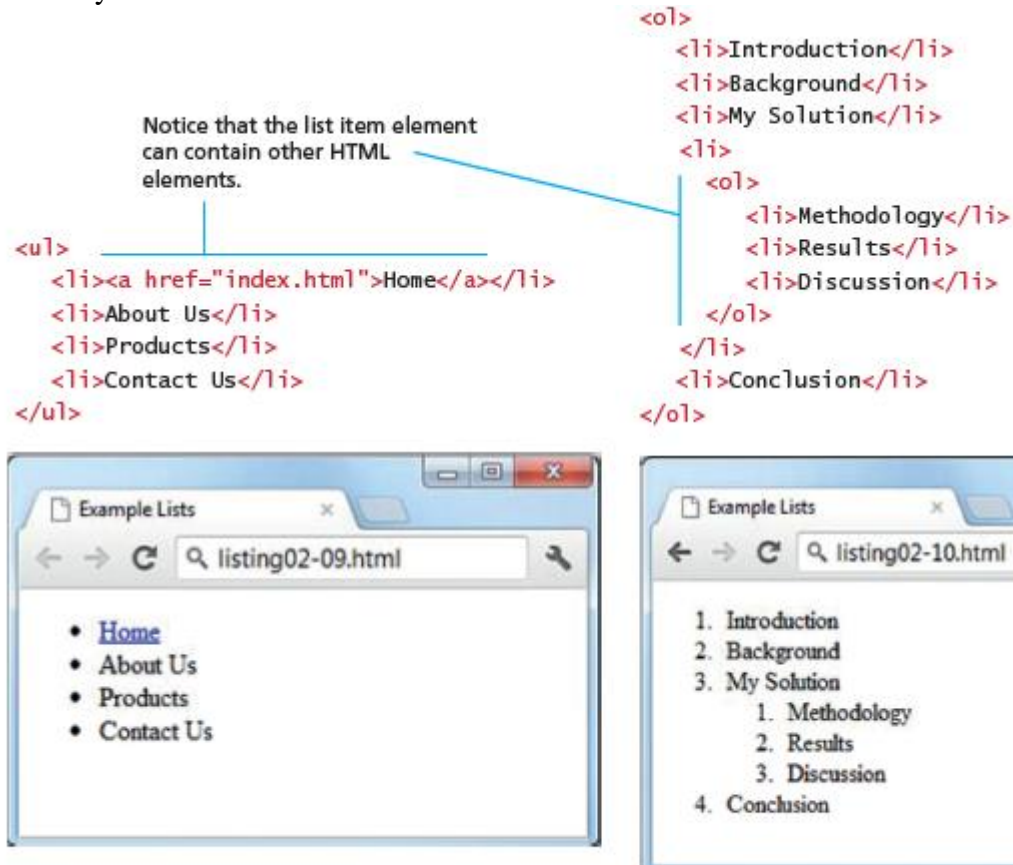 Notice that the list item element
can contain other HTML
elements.
<ul>
<li><a href="index.html">Home</a></li>
<li>About Us</li>
<li>Products</li>
<li>Contact Us</li>
</ul>
<ol>
<li>Introduction</li>
<li>Background</li>
<li>My Solution</li>
<li>
<ol>
<li>Methodology</li>
<li>Results</li>
<li>Discussion</li>
</ol>
</li>
<li>Conclusion</li>
</ol>
Example Lists
listing02-09.html
• Home
• About Us
• Products
• Contact Us
Example Lists
listing02-10.html
1. Introduction
2. Background
3. My Solution
1. Methodology
2. Results
3. Discussion
4. Conclusion